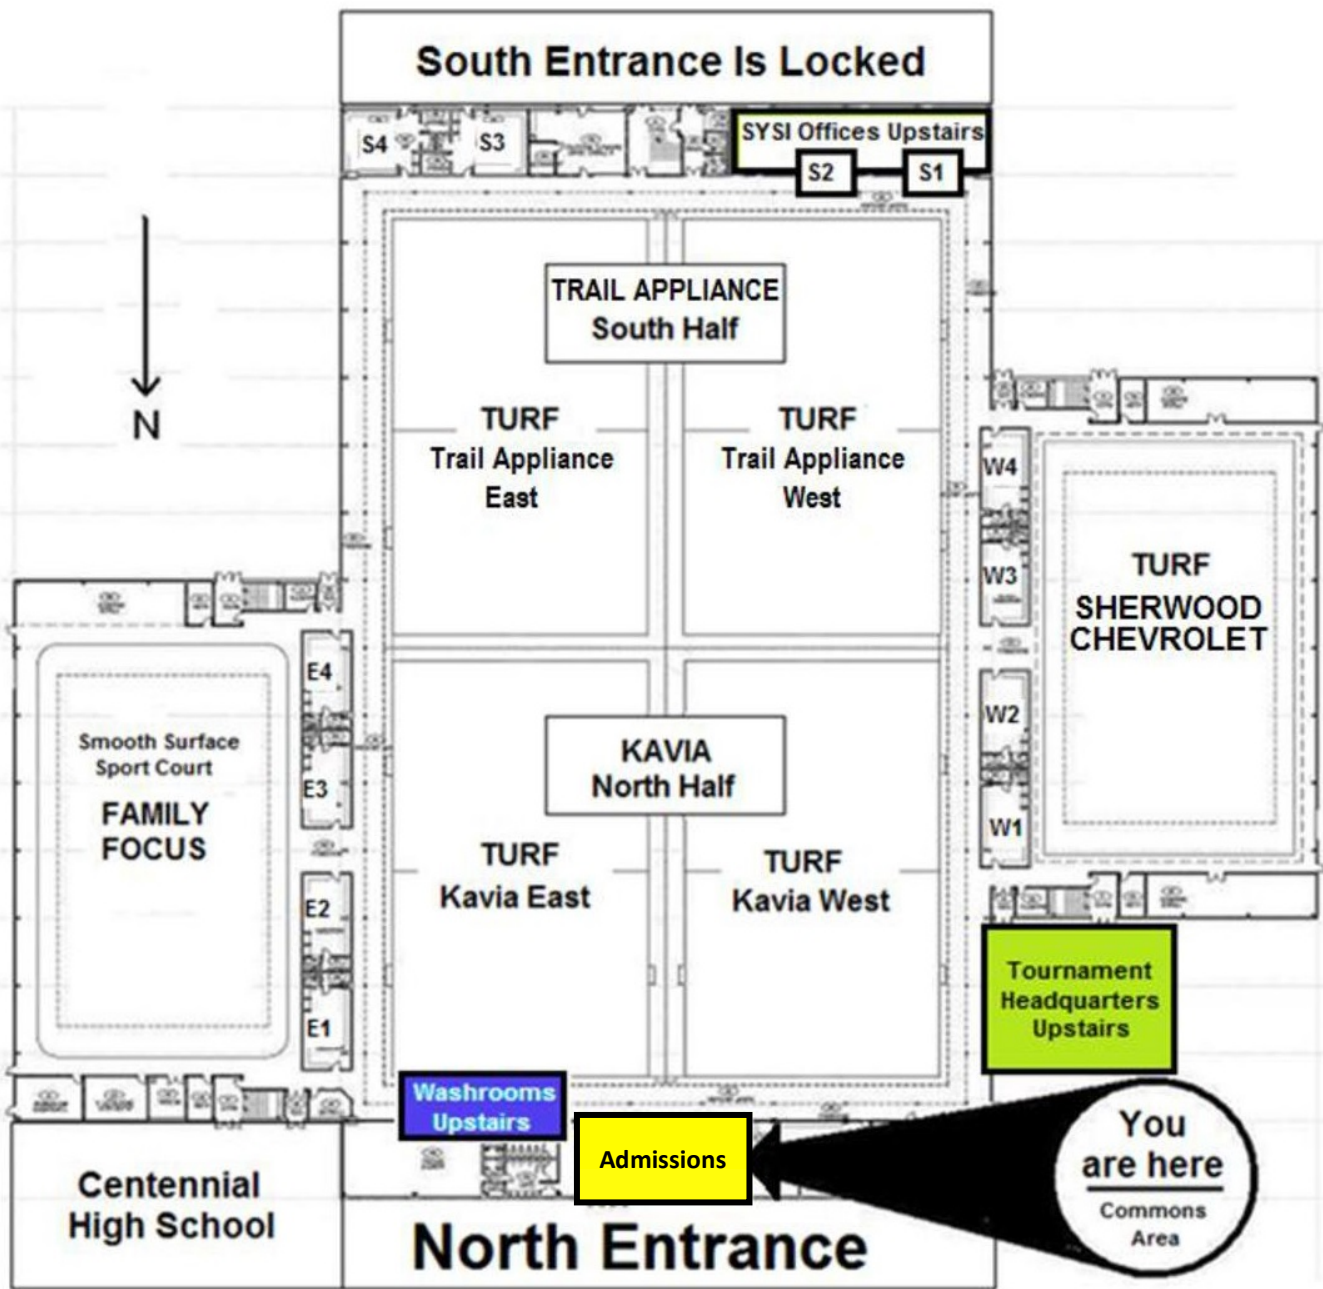 South Entrance Is Locked
SYSI Offices Upstairs
S4
S3
S2
S1
N
TRAIL APPLIANCE
South Half
TURF
Trail Appliance
East
TURF
Trail Appliance
West
W4
W3
W2
W1
TURF
SHERWOOD
CHEVROLET
E4
E3
E2
E1
Smooth Surface
Sport Court
FAMILY
FOCUS
KAVIA
North Half
TURF
Kavia East
TURF
Kavia West
Tournament
Headquarters
Upstairs
Washrooms
Upstairs
Admissions
You
are here
Commons
Area
Centennial
High School
North Entrance